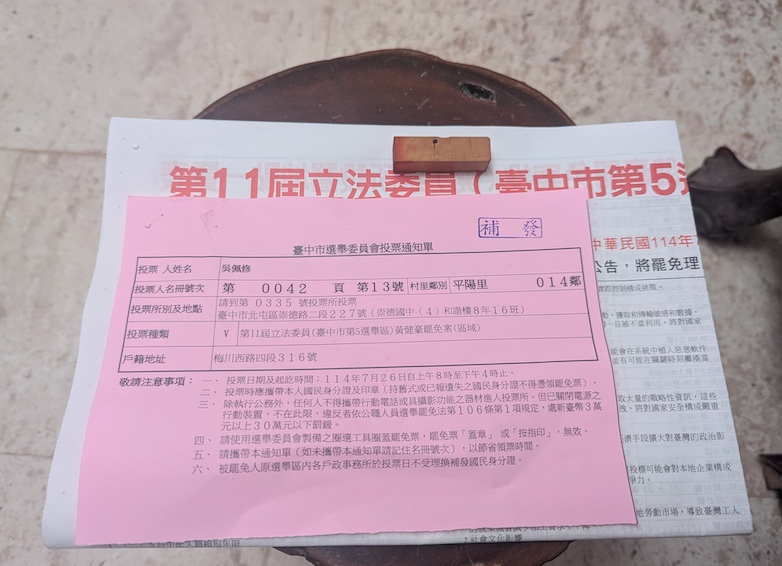 第11屆立法委員(臺中市第5選
中華民國114年
公告,將罷免理
補 發
臺中市選舉委員會投票通知單
投票 人姓名 吳佩修
投票人名冊號次 第 0042 頁 第13號 村里鄰別 平陽里 014鄰
投票所別及地點 請到第 0335 號投票所投票
臺中市北屯區崇德路二段227號(崇德國中(4)和諧樓8年16班)
投票種類 V 第11屆立法委員(臺中市第5選舉區)黃健豪罷免案(區域)
戶籍地址 梅川西路四段316號
敬請注意事項: 一、投票日期及起訖時間:114年7月26日自上午8時至下午4時止。
二、投票時應攜帶本人國民身分證及印章(持舊式或已報遺失之國民身分證不得憑領罷免票)。
三、除執行公務外,任何人不得攜帶行動電話或具攝影功能之器材進入投票所。但已關閉電源之
行動裝置,不在此限,違反者依公職人員選舉罷免法第106條第1項規定,處新臺幣3萬
元以上30萬元以下罰鍰。
四、請使用選舉委員會製備之圈選工具圈蓋罷免票,罷免票「蓋章」或「按指印」,無效。
五、請攜帶本通知單(如未攜帶本通知單請記住名冊號次),以節省領票時間。
六、被罷免人原選舉區內各戶政事務所於投票日不受理換補發國民身分證。